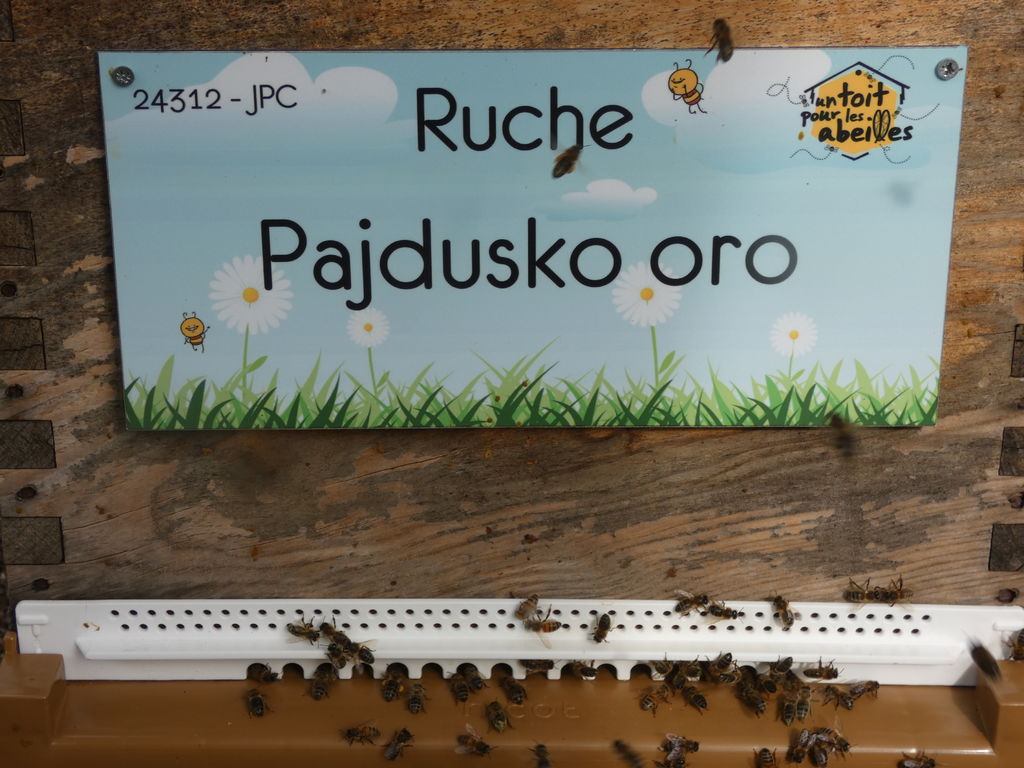 24312 - JPC
Ruche
un toit
pour les
abeilles
Pajdusko oro